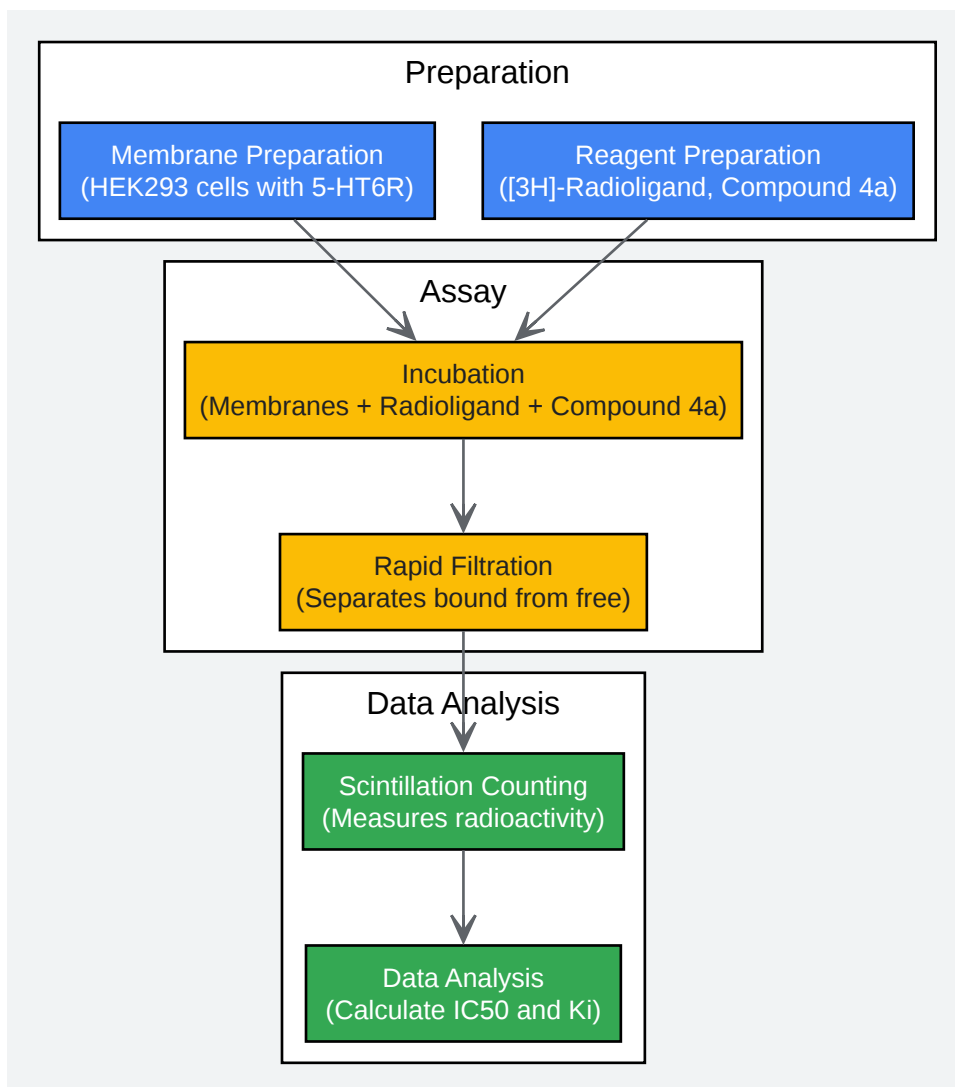 Preparation
Membrane Preparation
(HEK293 cells with 5-HT6R)
Reagent Preparation
([3H]-Radioligand, Compound 4a)
Assay
Incubation
(Membranes + Radioligand + Compound 4a)
Rapid Filtration
(Separates bound from free)
Data Analysis
Scintillation Counting
(Measures radioactivity)
Data Analysis
(Calculate IC50 and Ki)